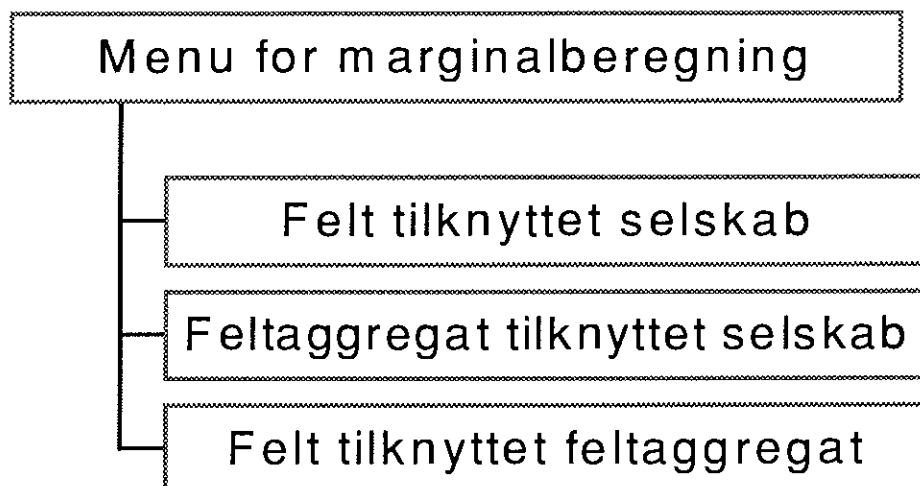 Menu for marginalberegning
Felt tilknyttet selskab
Feltaggregat tilknyttet selskab
Felt tilknyttet feltaggregat